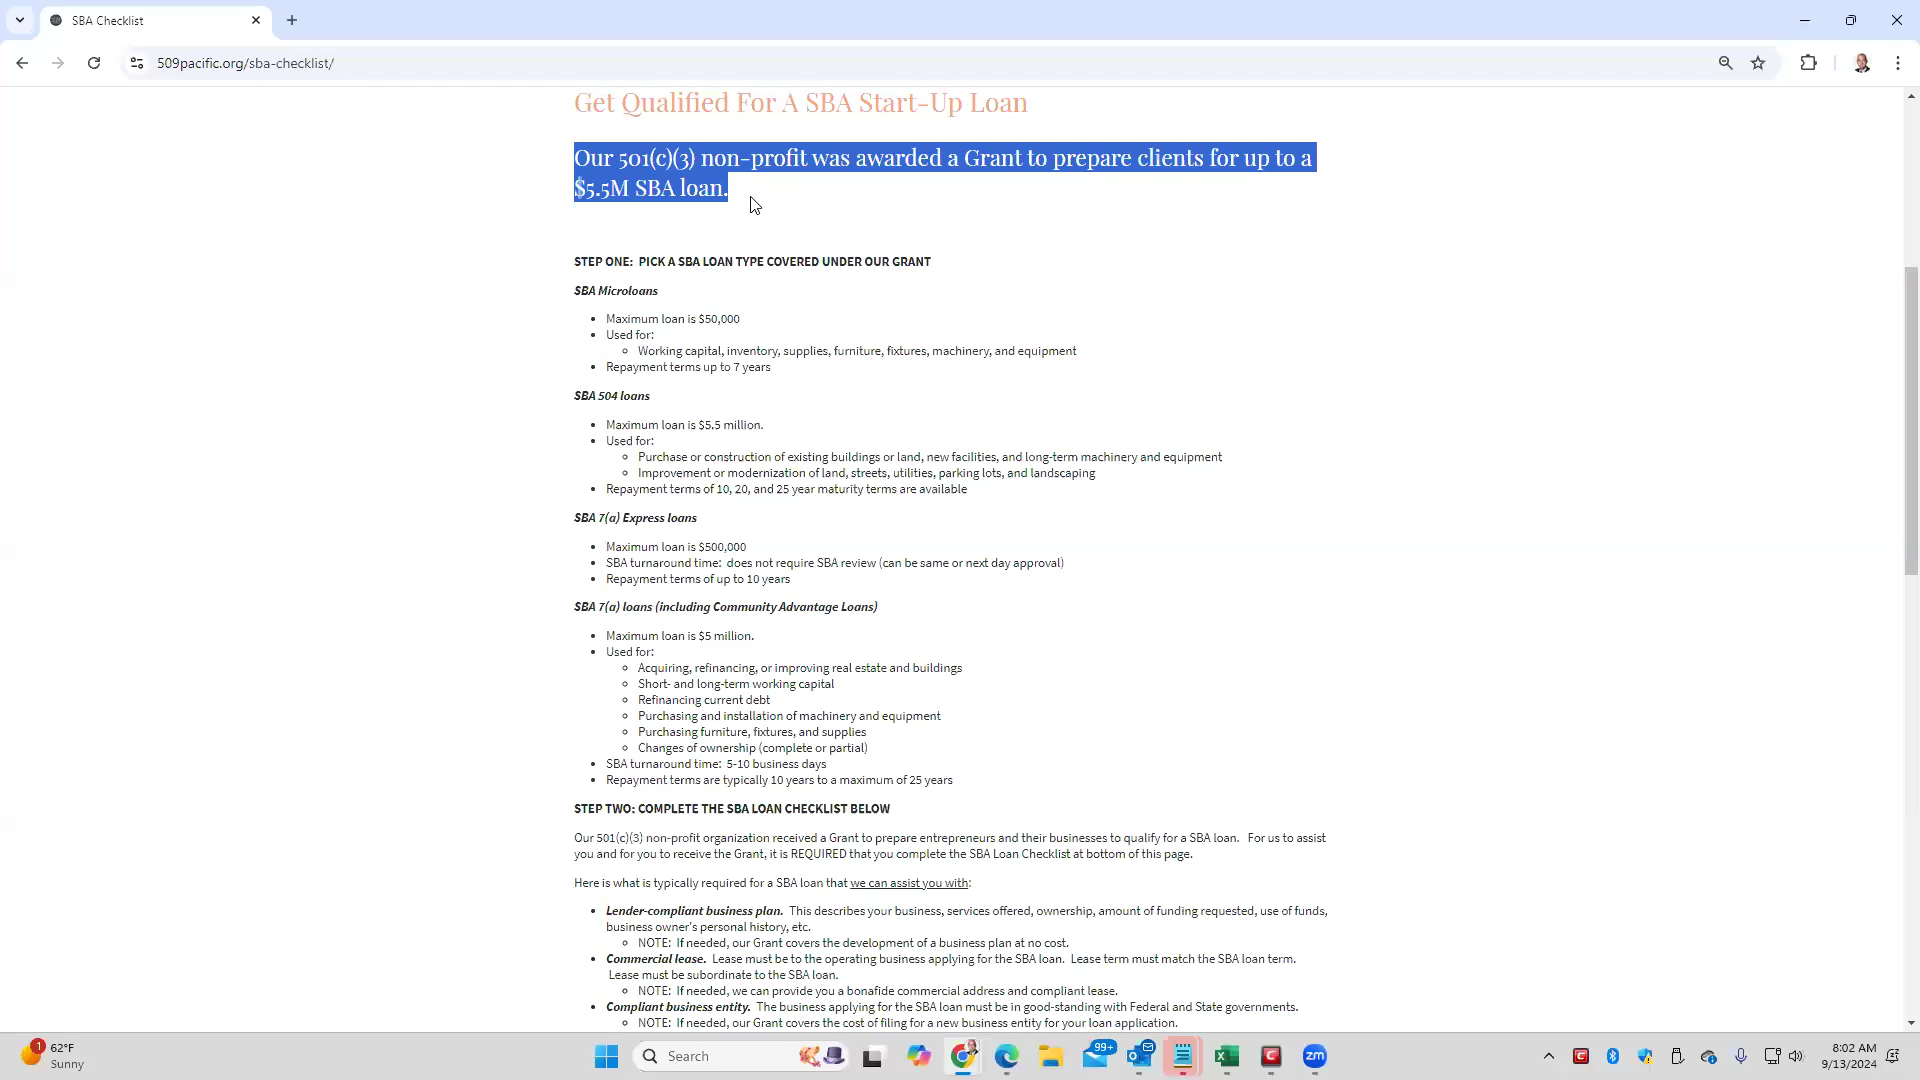 SBA Checklist
509pacific.org/sba-checklist/
Get Qualified For A SBA Start-Up Loan
Our 501(c)(3) non-profit was awarded a Grant to prepare clients for up to a
$5.5M SBA loan.
STEP ONE:  PICK A SBA LOAN TYPE COVERED UNDER OUR GRANT
SBA Microloans
Maximum loan is $50,000
Used for:
Working capital, inventory, supplies, furniture, fixtures, machinery, and equipment
Repayment terms up to 7 years
SBA 504 loans
Maximum loan is $5.5 million.
Used for:
Purchase or construction of existing buildings or land, new facilities, and long-term machinery and equipment
Improvement or modernization of land, streets, utilities, parking lots, and landscaping
Repayment terms of 10, 20, and 25 year maturity terms are available
SBA 7(a) Express loans
Maximum loan is $500,000
SBA turnaround time:  does not require SBA review (can be same or next day approval)
Repayment terms of up to 10 years
SBA 7(a) loans (including Community Advantage Loans)
Maximum loan is $5 million.
Used for:
Acquiring, refinancing, or improving real estate and buildings
Short- and long-term working capital
Refinancing current debt
Purchasing and installation of machinery and equipment
Purchasing furniture, fixtures, and supplies
Changes of ownership (complete or partial)
SBA turnaround time:  5-10 business days
Repayment terms are typically 10 years to a maximum of 25 years
STEP TWO: COMPLETE THE SBA LOAN CHECKLIST BELOW
Our 501(c)(3) non-profit organization received a Grant to prepare entrepreneurs and their businesses to qualify for a SBA loan.   For us to assist
you and for you to receive the Grant, it is REQUIRED that you complete the SBA Loan Checklist at bottom of this page.
Here is what is typically required for a SBA loan that we can assist you with:
Lender-compliant business plan.  This describes your business, services offered, ownership, amount of funding requested, use of funds,
business owner's personal history, etc.
NOTE:  If needed, our Grant covers the development of a business plan at no cost.
Commercial lease.  Lease must be to the operating business applying for the SBA loan.  Lease term must match the SBA loan term.
Lease must be subordinate to the SBA loan.
NOTE:  If needed, we can provide you a bonafide commercial address and compliant lease.
Compliant business entity.  The business applying for the SBA loan must be in good-standing with Federal and State governments.
NOTE:  If needed, our Grant covers the cost of filing for a new business entity for your loan application.
1
62°F
Sunny
Search
99+
zm
8:02 AM
9/13/2024